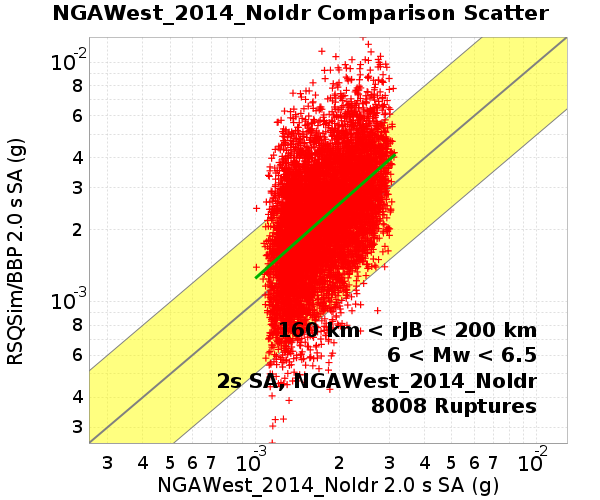 NGAWest_2014_NoIdr Comparison Scatter
10-2
8
6
4
3
2
10-3
8
6
4
3
RSQSim/BBP 2.0 s SA (g)
160 km < rJB < 200 km
6 < Mw < 6.5
2s SA, NGAWest_2014_NoIdr
8008 Ruptures
3 4 5 6 7 10-3 2 3 4 5 6 7 10-2
NGAWest_2014_NoIdr 2.0 s SA (g)